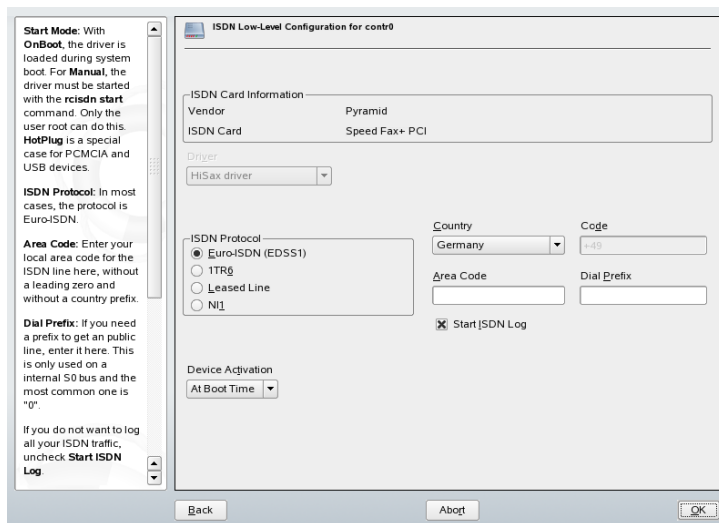 Start Mode: With
OnBoot, the driver is
loaded during system
boot. For Manual, the
driver must be started
with the rcisdn start
command. Only the
user root can do this.
HotPlug is a special
case for PCMCIA and
USB devices.
ISDN Protocol: In most
cases, the protocol is
Euro-ISDN.
Area Code: Enter your
local area code for the
ISDN line here, without
a leading zero and
without a country prefix.
Dial Prefix: If you need
a prefix to get an public
line, enter it here. This
is only used on a
internal S0 bus and the
most common one is
"0".
If you do not want to log
all your ISDN traffic,
uncheck Start ISDN
Log.
ISDN Low-Level Configuration for contr0
ISDN Card Information
Vendor Pyramid
ISDN Card Speed Fax+ PCI
Driver
HiSax driver
ISDN Protocol
Euro-ISDN (EDSS1)
1TR6
Leased Line
NI1
Country Code
Germany +49
Area Code Dial Prefix
Start ISDN Log
Device Activation
At Boot Time
Back Abort OK